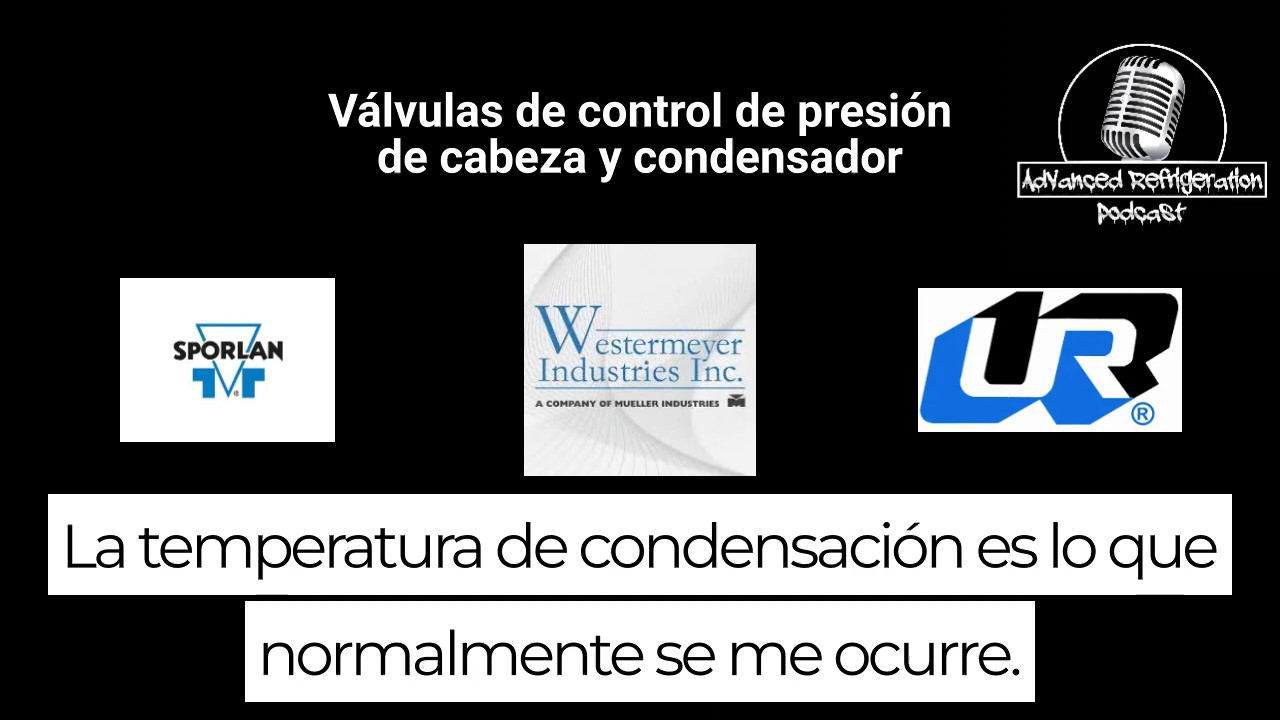 Válvulas de control de presión
de cabeza y condensador
Advanced Refrigeration
Podcast
SPORLAN
®
Westermeyer
Industries Inc.
A COMPANY OF MUELLER INDUSTRIES
UR
®
La temperatura de condensación es lo que
normalmente se me ocurre.